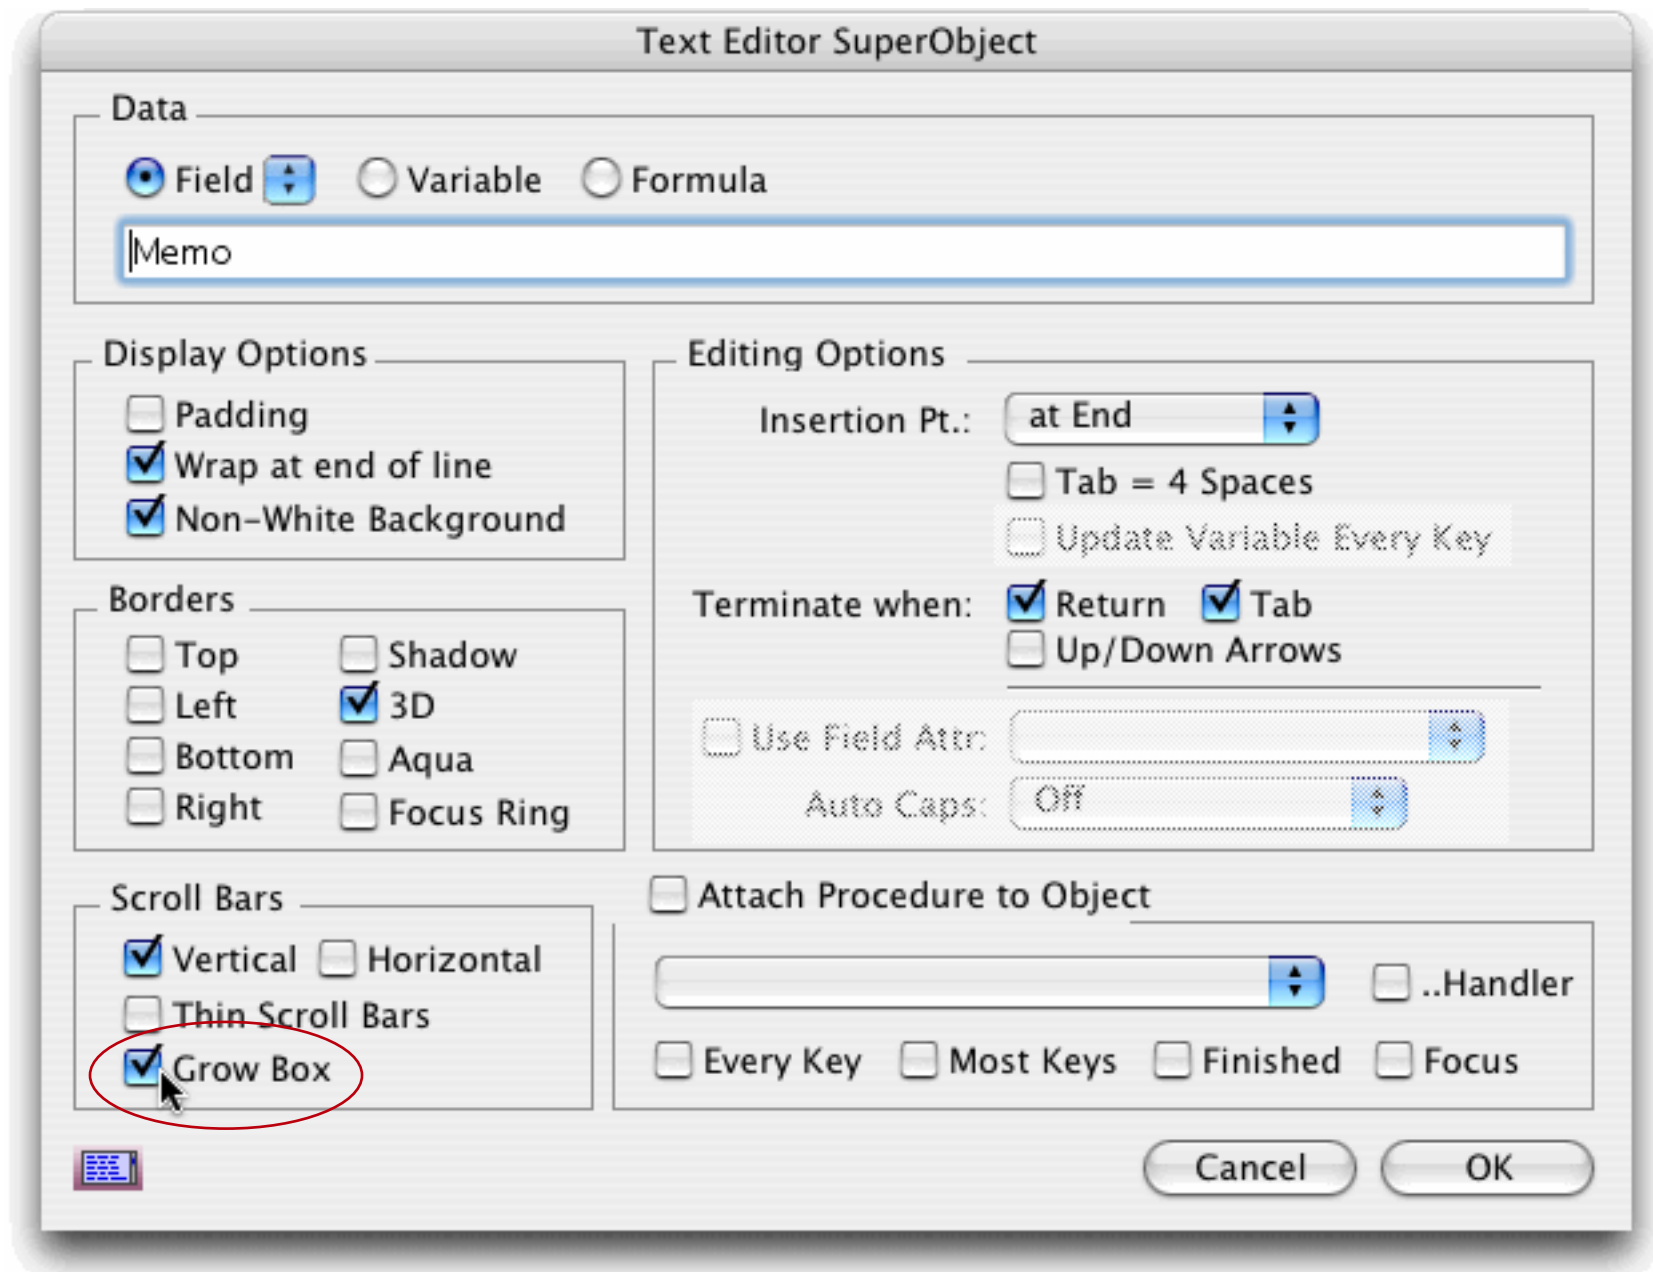 Text Editor SuperObject
Data
Field Variable Formula
Memo
Display Options
Padding
Wrap at end of line
Non-White Background
Editing Options
Insertion Pt.: at End
Tab = 4 Spaces
Update Variable Every Key
Terminate when: Return Tab
Up/Down Arrows
Use Field Attr:
Auto Caps: Off
Borders
Top Shadow
Left 3D
Bottom Aqua
Right Focus Ring
Scroll Bars
Vertical Horizontal
Thin Scroll Bars
Grow Box
Attach Procedure to Object
..Handler
Every Key Most Keys Finished Focus
Cancel OK